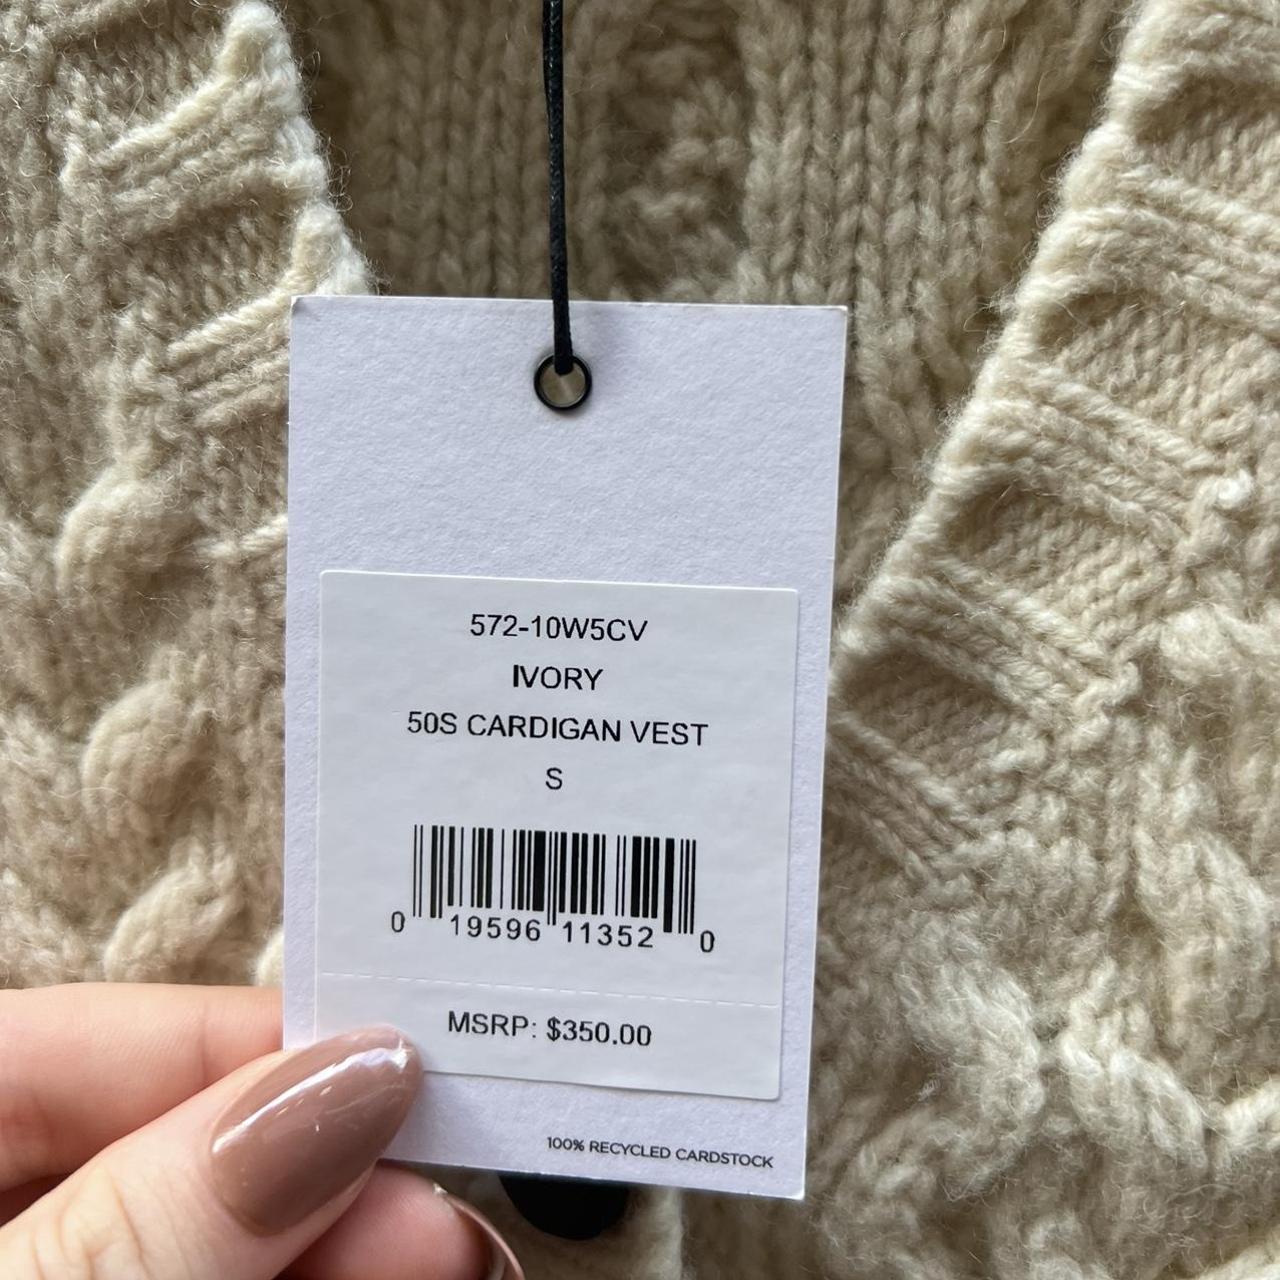 572-10W5CV
IVORY
50S CARDIGAN VEST
S
0 19596 11352 0
MSRP: $350.00
100% RECYCLED CARDSTOCK